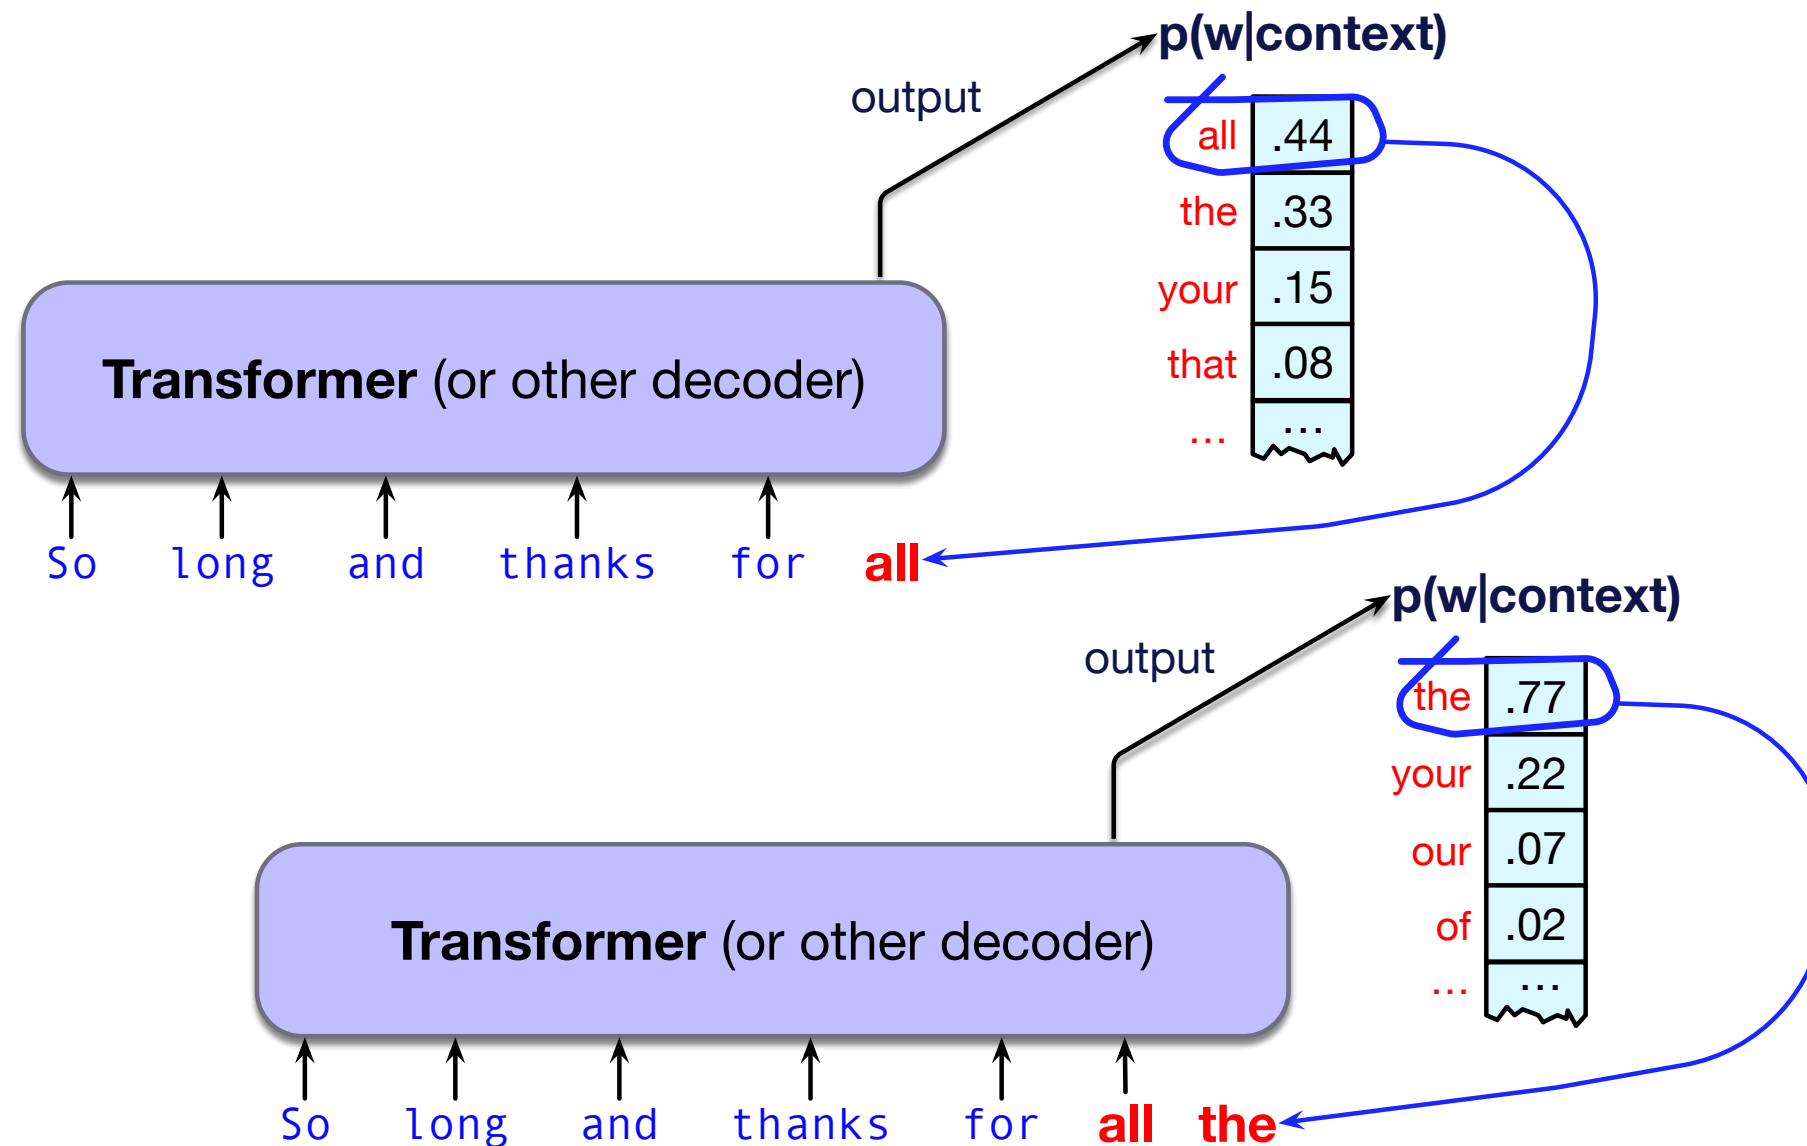 p(w|context)
output
all .44
the .33
your .15
that .08
... ...
Transformer (or other decoder)
So long and thanks for all
p(w|context)
output
the .77
your .22
our .07
of .02
... ...
Transformer (or other decoder)
So long and thanks for all the